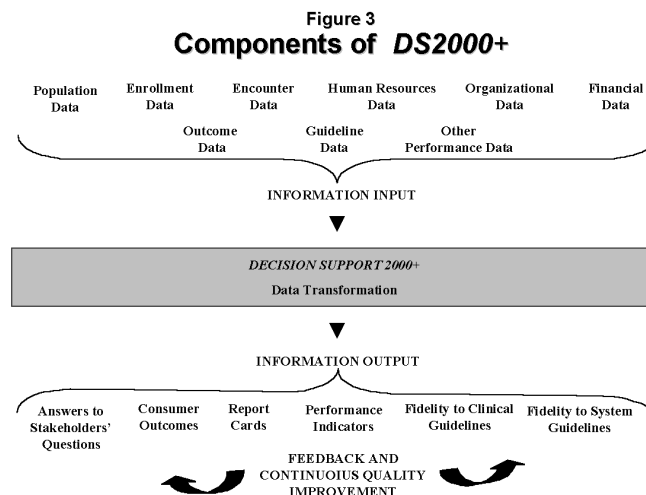 Figure 3
Components of DS2000+
Population Enrollment Encounter Human Resources Organizational Financial
Data Data Data Data Data Data
Outcome Guideline Other
Data Data Performance Data
INFORMATION INPUT
DECISION SUPPORT 2000+
Data Transformation
INFORMATION OUTPUT
Answers to Consumer Report Performance Fidelity to Clinical Fidelity to System
Stakeholders' Outcomes Cards Indicators Guidelines Guidelines
Questions
FEEDBACK AND
CONTINUOIUS QUALITY
IMPROVEMENT